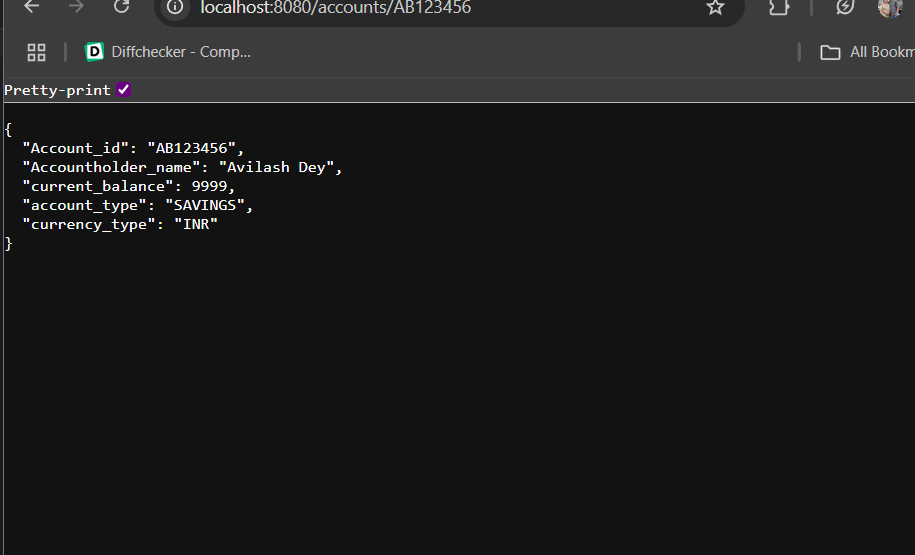 localhost:8080/accounts/AB123456
Diffchecker - Comp...
All Bookm
Pretty-print
{
  "Account_id": "AB123456",
  "Accountholder_name": "Avilash Dey",
  "current_balance": 9999,
  "account_type": "SAVINGS",
  "currency_type": "INR"
}